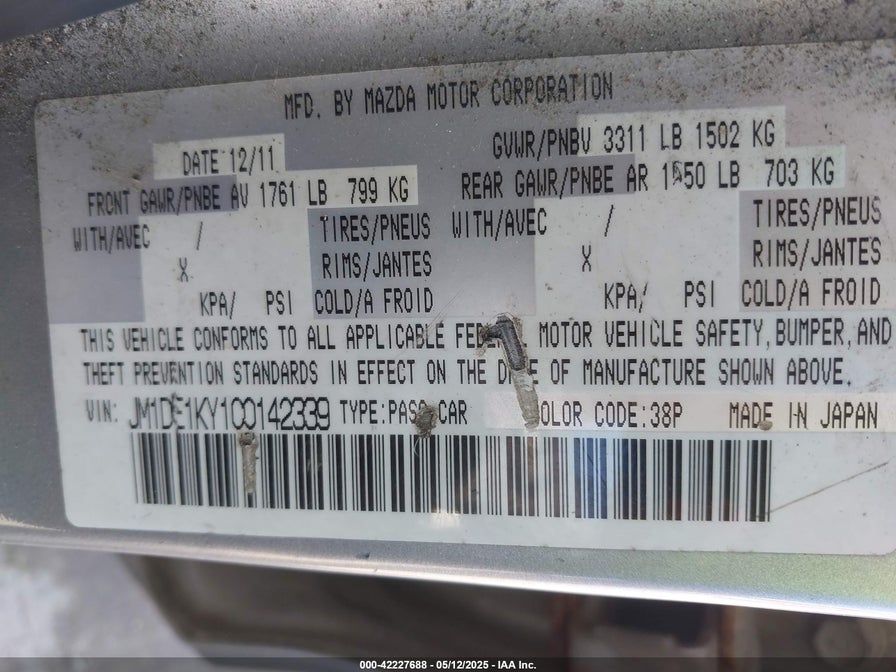 MFD. BY MAZDA MOTOR CORPORATION
DATE 12/11 GVWR/PNBV 3311 LB 1502 KG
FRONT GAWR/PNBE AV 1761 LB 799 KG REAR GAWR/PNBE AR LB 703 KG
WITH/AVEC / TIRES/PNEUS WITH/AVEC / TIRES/PNEUS
X RIMS/JANTES X RIMS/JANTES
KPA/ PSI COLD/A FROID KPA/ PSI COLD/A FROID
THIS VEHICLE CONFORMS TO ALL APPLICABLE MOTOR VEHICLE SAFETY, BUMPER, AND
THEFT PREVENTION STANDARDS IN EFFECT ON THE OF MANUFACTURE SHOWN ABOVE.
VIN: TYPE:PASS CAR COLOR CODE:38P MADE IN JAPAN
000-42227688 - 05/12/2025 - IAA Inc.